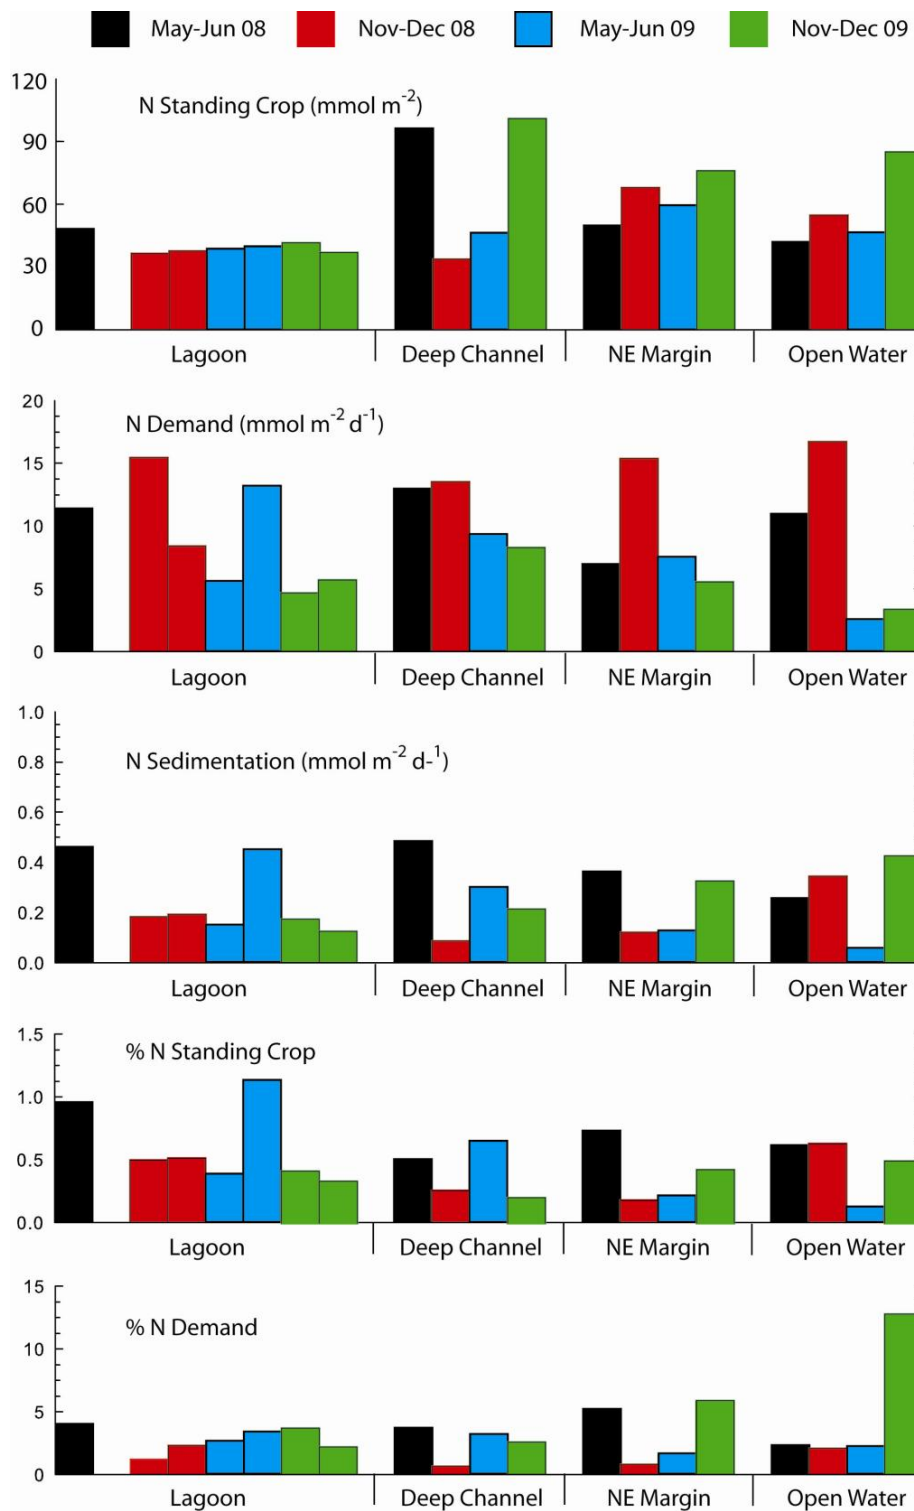 May-Jun 08 Nov-Dec 08 May-Jun 09 Nov-Dec 09
N Standing Crop (mmol m⁻²)
120
90
60
30
0
Lagoon Deep Channel NE Margin Open Water
N Demand (mmol m⁻² d⁻¹)
20
15
10
5
0
Lagoon Deep Channel NE Margin Open Water
N Sedimentation (mmol m⁻² d-¹)
1.0
0.8
0.6
0.4
0.2
0.0
Lagoon Deep Channel NE Margin Open Water
% N Standing Crop
1.5
1.0
0.5
0.0
Lagoon Deep Channel NE Margin Open Water
% N Demand
15
10
5
0
Lagoon Deep Channel NE Margin Open Water